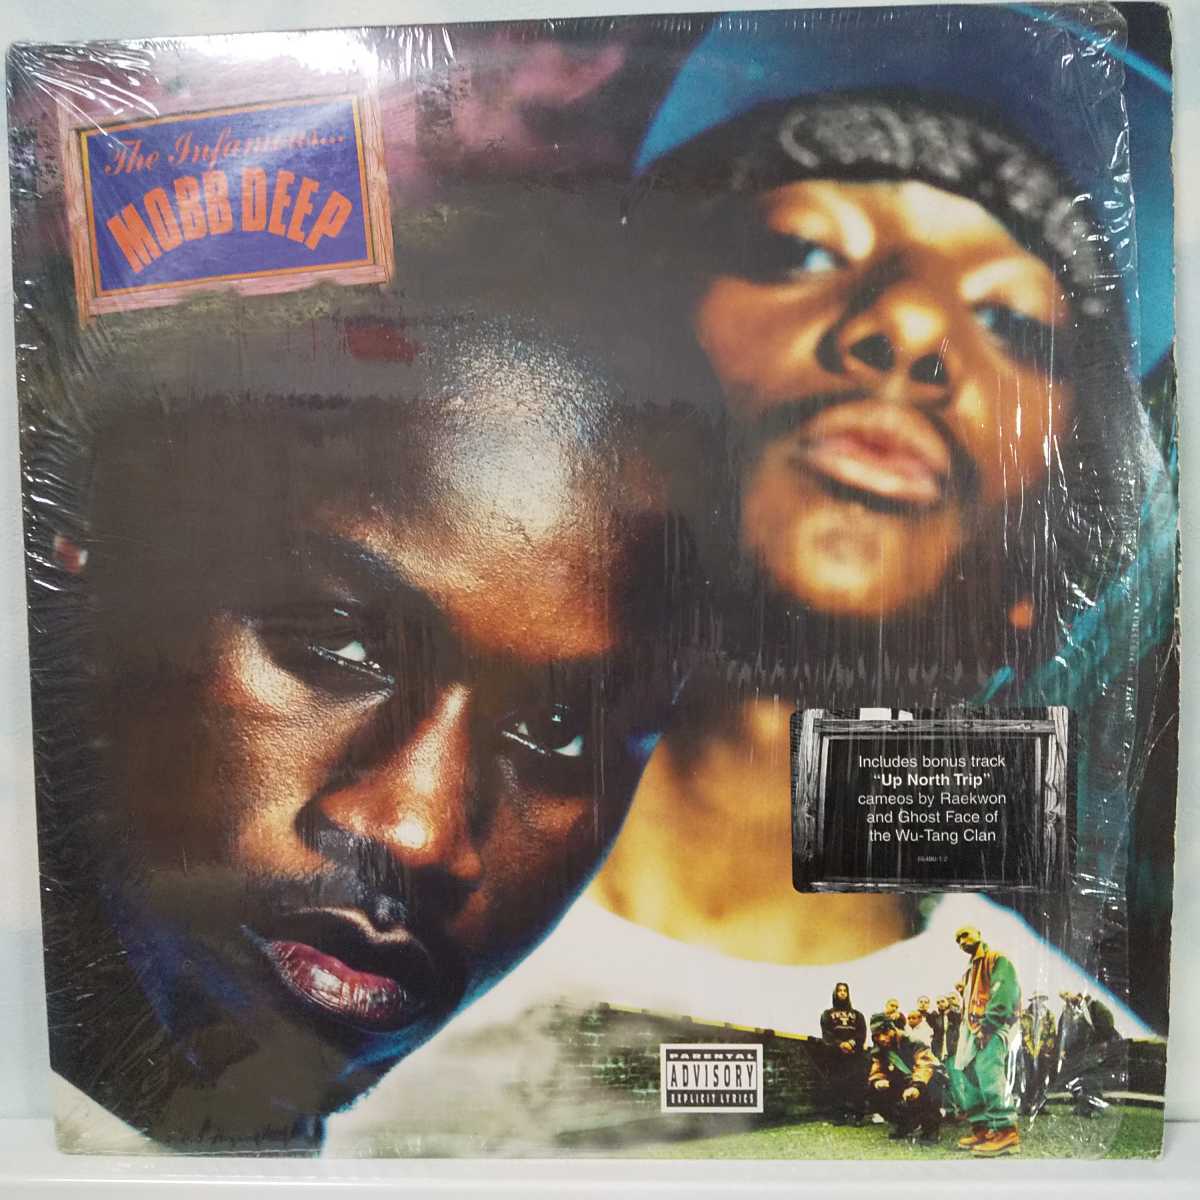 The Infamous...
MOBB DEEP
Includes bonus track
“Up North Trip”
cameos by Raekwon
and Ghost Face of
the Wu-Tang Clan
PARENTAL
ADVISORY
EXPLICIT LYRICS